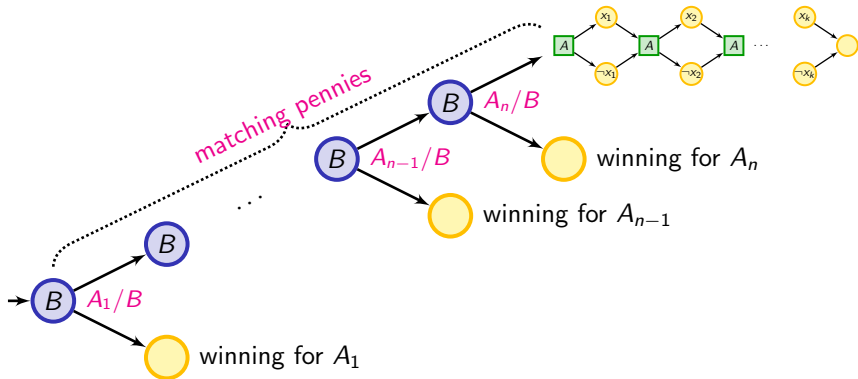 x₁ x₂ xₖ
A A A ⋯
¬x₁ ¬x₂ ¬xₖ
matching pennies
B Aₙ/B
B Aₙ₋₁/B winning for Aₙ
⋯
winning for Aₙ₋₁
B
B A₁/B
winning for A₁